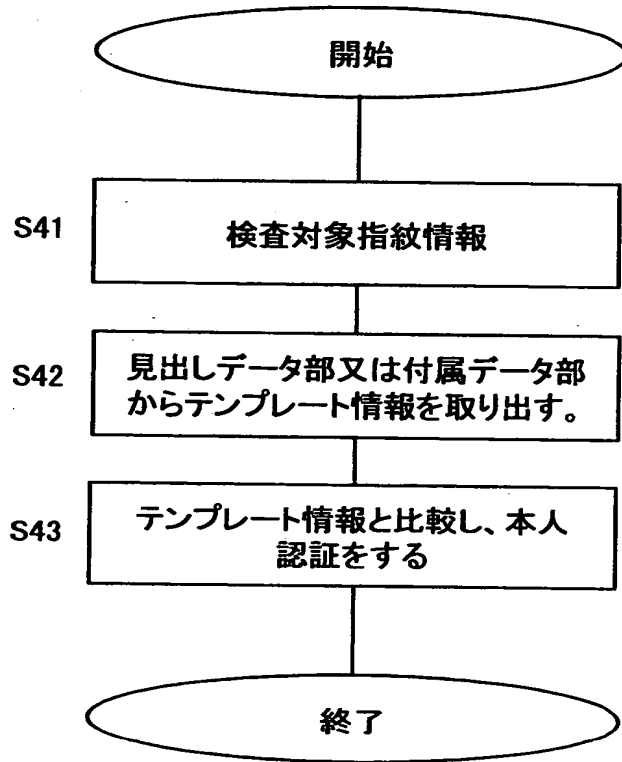 開始
S41
検査対象指紋情報
S42
見出しデータ部又は付属データ部
からテンプレート情報を取り出す。
S43
テンプレート情報と比較し、本人
認証をする
終了